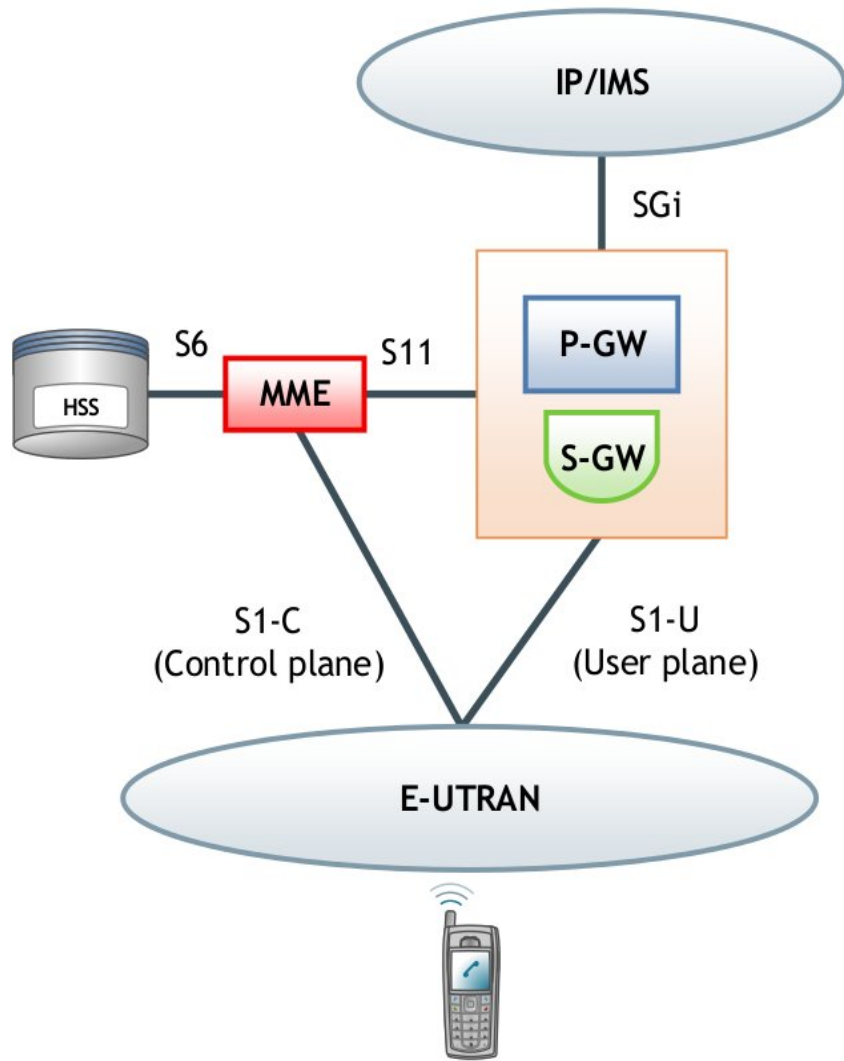 IP/IMS
SGi
P-GW
S6
S11
HSS
MME
S-GW
S1-C
(Control plane)
S1-U
(User plane)
E-UTRAN